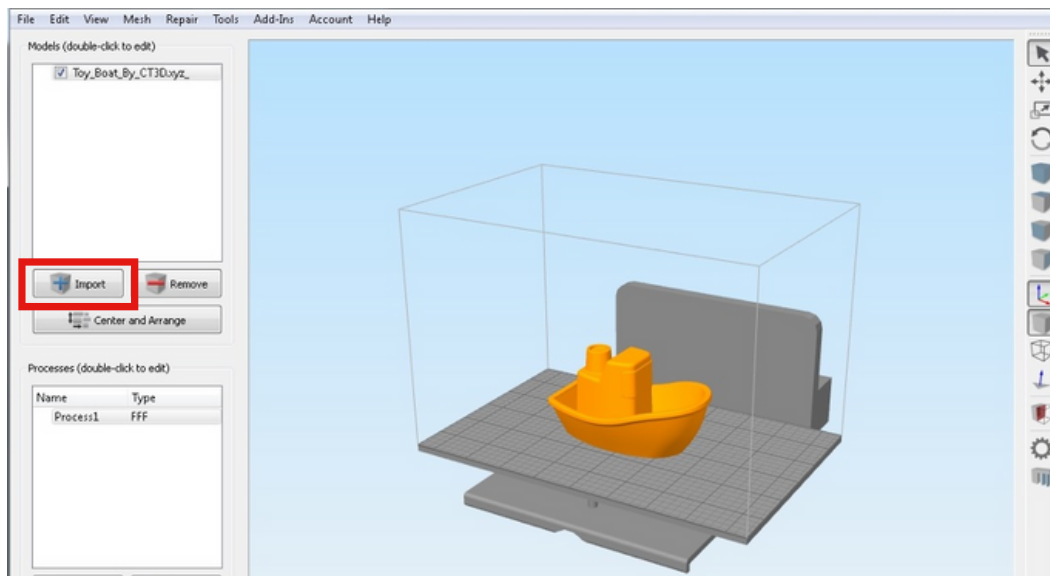 File Edit View Mesh Repair Tools Add-Ins Account Help
Models (double-click to edit)
Toy_Boat_By_CT3D.xyz_
Import Remove
Center and Arrange
Processes (double-click to edit)
Name Type
Process1 FFF